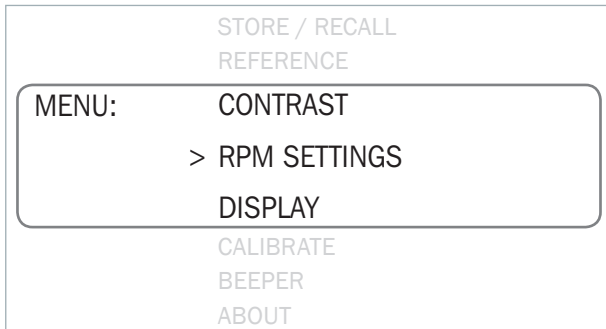 STORE / RECALL
REFERENCE
MENU: CONTRAST
> RPM SETTINGS
DISPLAY
CALIBRATE
BEEPER
ABOUT